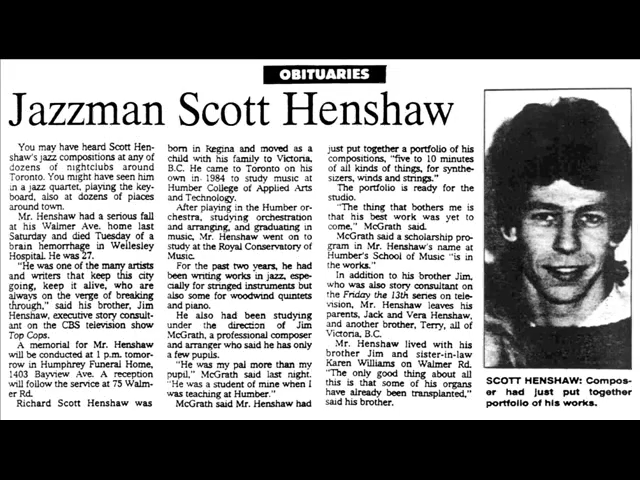 OBITUARIES
Jazzman Scott Henshaw
You may have heard Scott Hen-
shaw's jazz compositions at any of
dozens of nightclubs around
Toronto. You might have seen him
in a jazz quartet, playing the key-
board, also at dozens of places
around town.
Mr. Henshaw had a serious fall
at his Walmer Ave. home last
Saturday and died Tuesday of a
brain hemorrhage in Wellesley
Hospital. He was 27.
"He was one of the many artists
and writers that keep this city
going, keep it alive, who are
always on the verge of breaking
through," said his brother, Jim
Henshaw, executive story consult-
ant on the CBS television show
Top Cops.
A memorial for Mr. Henshaw
will be conducted at 1 p.m. tomor-
row in Humphrey Funeral Home,
1403 Bayview Ave. A reception
will follow the service at 75 Walm-
er Rd.
Richard Scott Henshaw was
born in Regina and moved as a
child with his family to Victoria,
B.C. He came to Toronto on his
own in 1984 to study music at
Humber College of Applied Arts
and Technology.
After playing in the Humber or-
chestra, studying orchestration
and arranging, and graduating in
music, Mr. Henshaw went on to
study at the Royal Conservatory of
Music.
For the past two years, he had
been writing works in jazz, espe-
cially for stringed instruments but
also some for woodwind quintets
and piano.
He also had been studying
under the direction of Jim
McGrath, a professional composer
and arranger who said he has only
a few pupils.
"He was my pal more than my
pupil," McGrath said last night.
"He was a student of mine when I
was teaching at Humber."
McGrath said Mr. Henshaw had
just put together a portfolio of his
compositions, "five to 10 minutes
of all kinds of things, for synthe-
sizers, winds and strings."
The portfolio is ready for the
studio.
"The thing that bothers me is
that his best work was yet to
come," McGrath said.
McGrath said a scholarship pro-
gram in Mr. Henshaw's name at
Humber's School of Music "is in
the works."
In addition to his brother Jim,
who was also story consultant on
the Friday the 13th series on tele-
vision, Mr. Henshaw leaves his
parents, Jack and Vera Henshaw,
and another brother, Terry, all of
Victoria, B.C.
Mr. Henshaw lived with his
brother Jim and sister-in-law
Karen Williams on Walmer Rd.
"The only good thing about all
this is that some of his organs
have already been transplanted,"
said his brother.
SCOTT HENSHAW: Compos-
er had just put together
portfolio of his works.